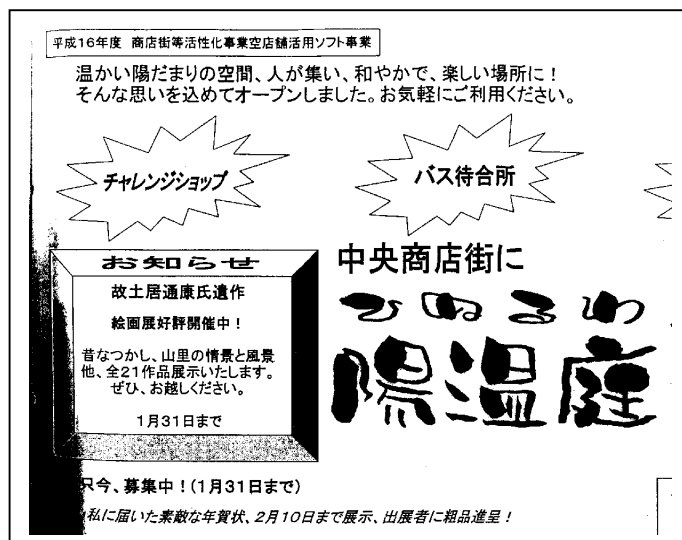 平成16年度 商店街等活性化事業空店舗活用ソフト事業
温かい陽だまりの空間、人が集い、和やかで、楽しい場所に！
そんな思いを込めてオープンしました。お気軽にご利用ください。
チャレンジショップ
バス待合所
お知らせ
故土居通康氏遺作
絵画展好評開催中！
昔なつかし、山里の情景と風景
他、全21作品展示いたします。
ぜひ、お越しください。
1月31日まで
中央商店街に
ひぬるわ
陽温庭
只今、募集中！(1月31日まで)
私に届いた素敵な年賀状、2月10日まで展示、出展者に粗品進呈！